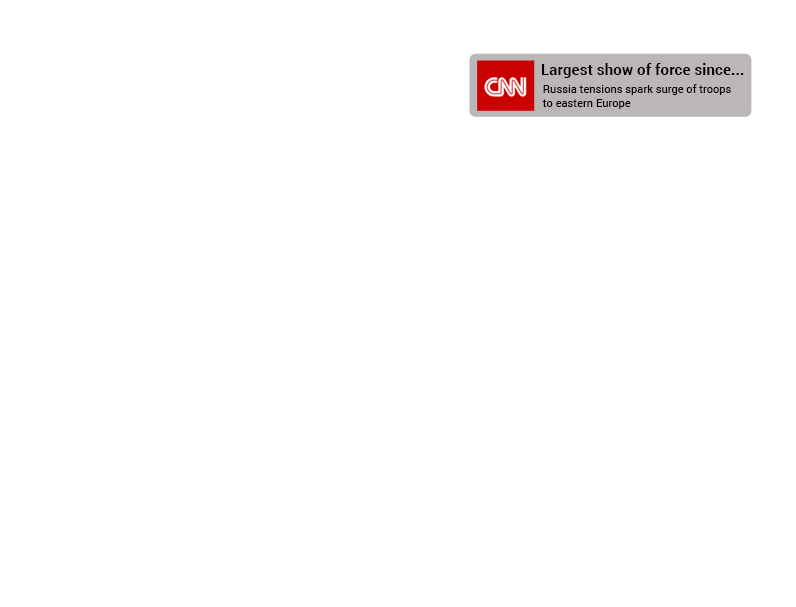 CNN
Largest show of force since...
Russia tensions spark surge of troops
to eastern Europe